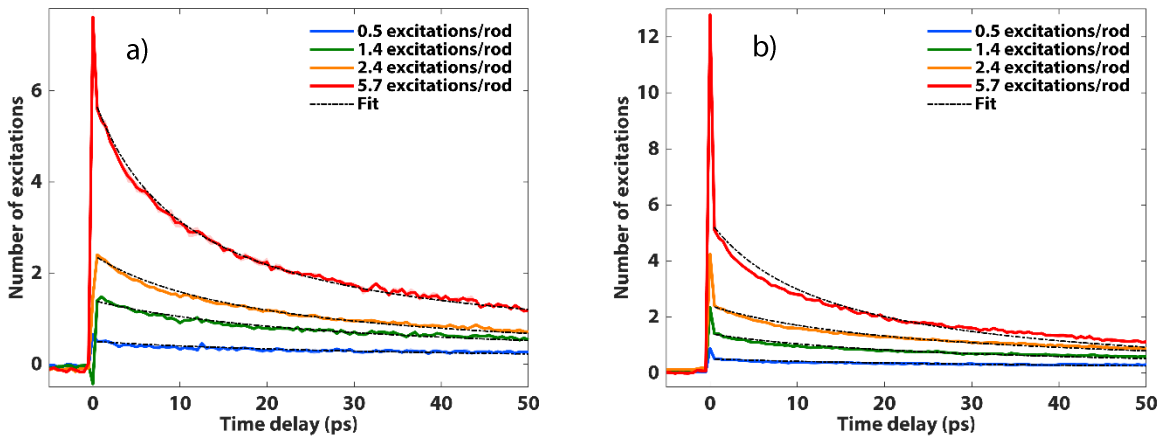 a)
0.5 excitations/rod
1.4 excitations/rod
2.4 excitations/rod
5.7 excitations/rod
Fit
Number of excitations
6
4
2
0
0 10 20 30 40 50
Time delay (ps)
b)
0.5 excitations/rod
1.4 excitations/rod
2.4 excitations/rod
5.7 excitations/rod
Fit
Number of excitations
12
10
8
6
4
2
0
0 10 20 30 40 50
Time delay (ps)